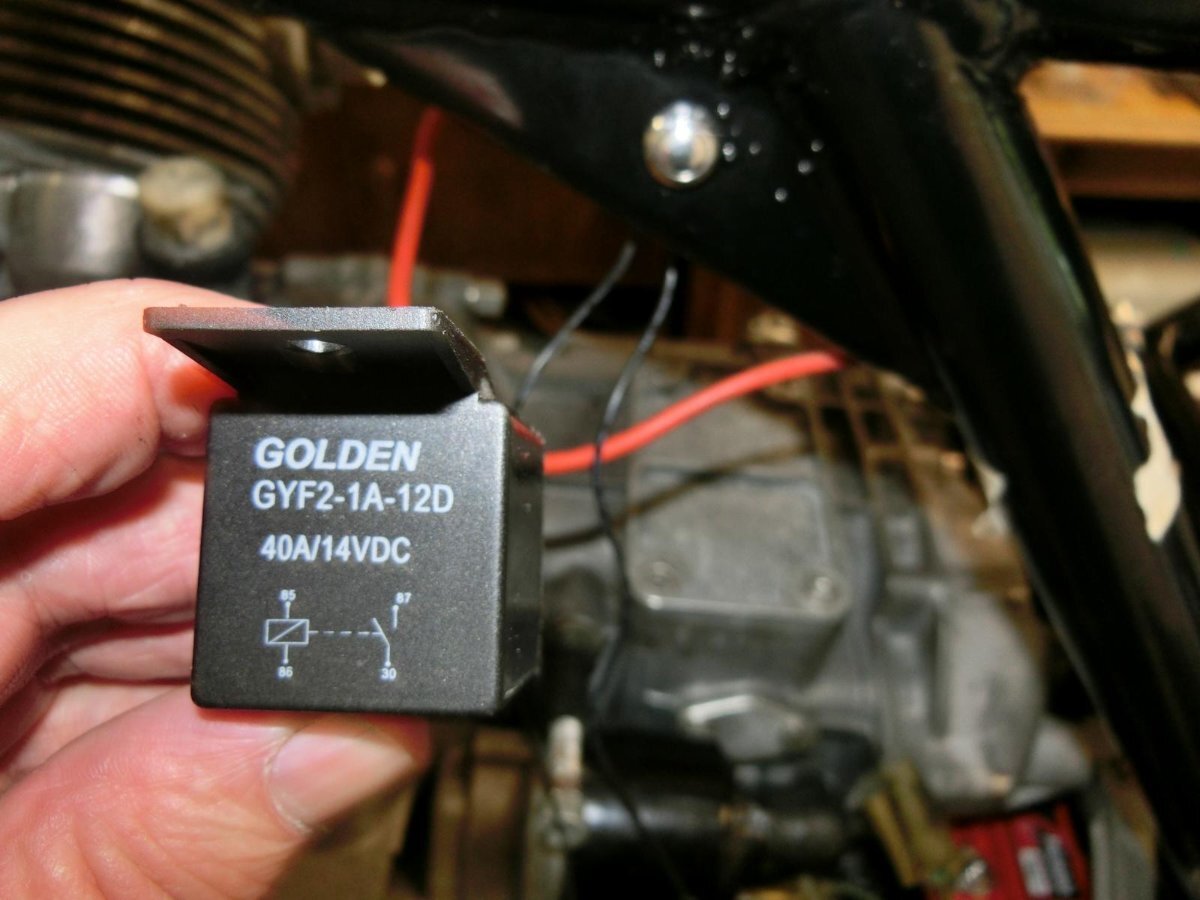 GOLDEN
GYF2-1A-12D
40A/14VDC
85 87
86 30